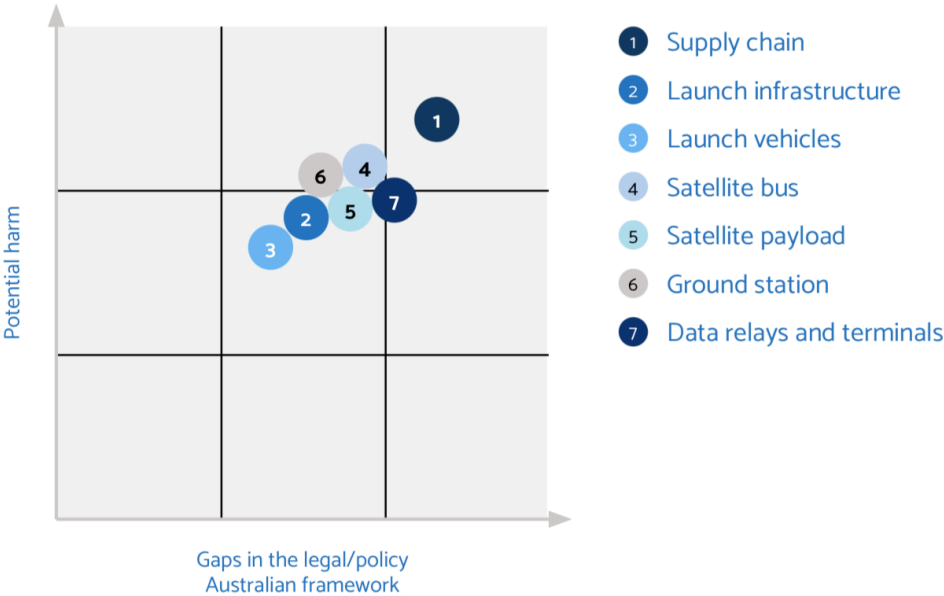 1
6
4
7
5
2
3
Potential harm
Gaps in the legal/policy
Australian framework
1 Supply chain
2 Launch infrastructure
3 Launch vehicles
4 Satellite bus
5 Satellite payload
6 Ground station
7 Data relays and terminals